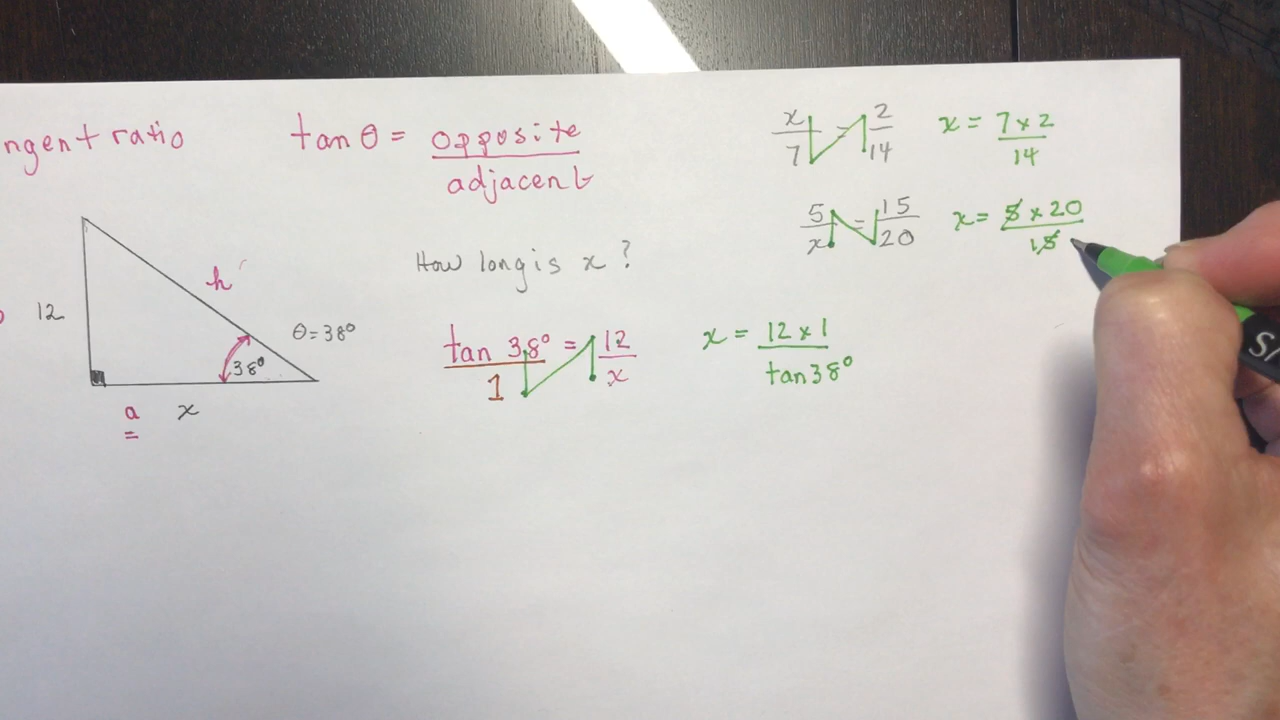 ngent ratio
tan θ = opposite
adjacent
x/7 = 2/14
x = 7 x 2
14
5/x = 15/20
x = 5 x 20
15
How long is x ?
h
12
θ = 38°
38°
a x
tan 38° = 12
1 x
x = 12 x 1
tan 38°